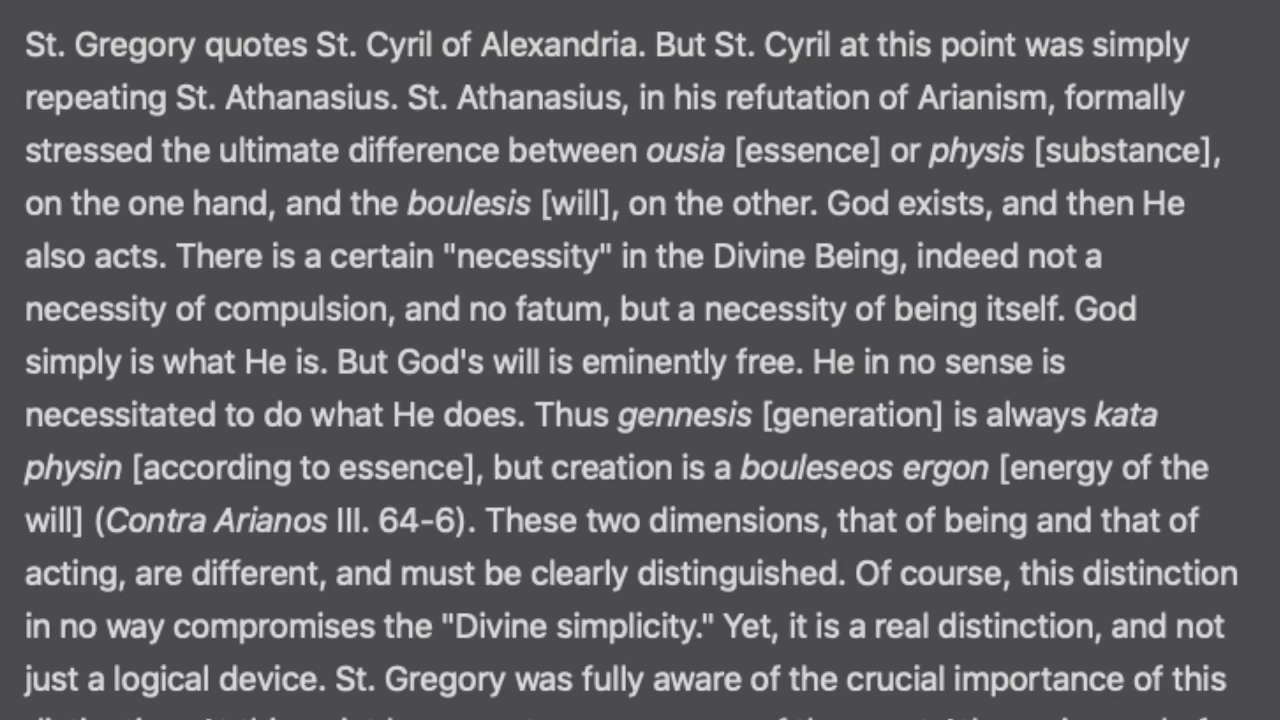 St. Gregory quotes St. Cyril of Alexandria. But St. Cyril at this point was simply
repeating St. Athanasius. St. Athanasius, in his refutation of Arianism, formally
stressed the ultimate difference between ousia [essence] or physis [substance],
on the one hand, and the boulesis [will], on the other. God exists, and then He
also acts. There is a certain "necessity" in the Divine Being, indeed not a
necessity of compulsion, and no fatum, but a necessity of being itself. God
simply is what He is. But God's will is eminently free. He in no sense is
necessitated to do what He does. Thus gennesis [generation] is always kata
physin [according to essence], but creation is a bouleseos ergon [energy of the
will] (Contra Arianos III. 64-6). These two dimensions, that of being and that of
acting, are different, and must be clearly distinguished. Of course, this distinction
in no way compromises the "Divine simplicity." Yet, it is a real distinction, and not
just a logical device. St. Gregory was fully aware of the crucial importance of this